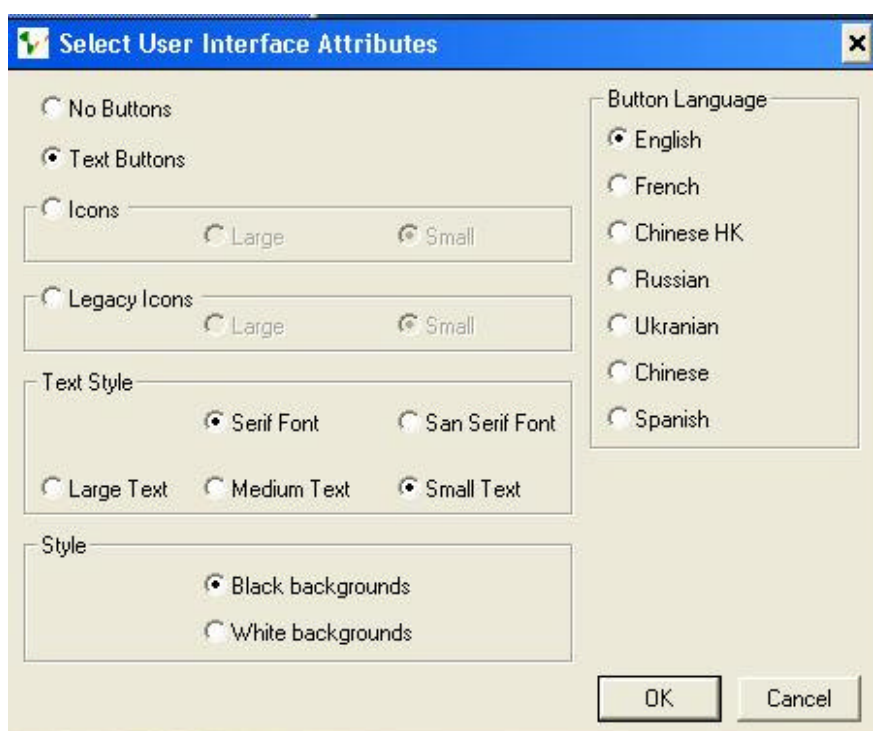 Select User Interface Attributes
No Buttons
Text Buttons
Icons
Large Small
Legacy Icons
Large Small
Text Style
Serif Font San Serif Font
Large Text Medium Text Small Text
Style
Black backgrounds
White backgrounds
Button Language
English
French
Chinese HK
Russian
Ukranian
Chinese
Spanish
OK Cancel